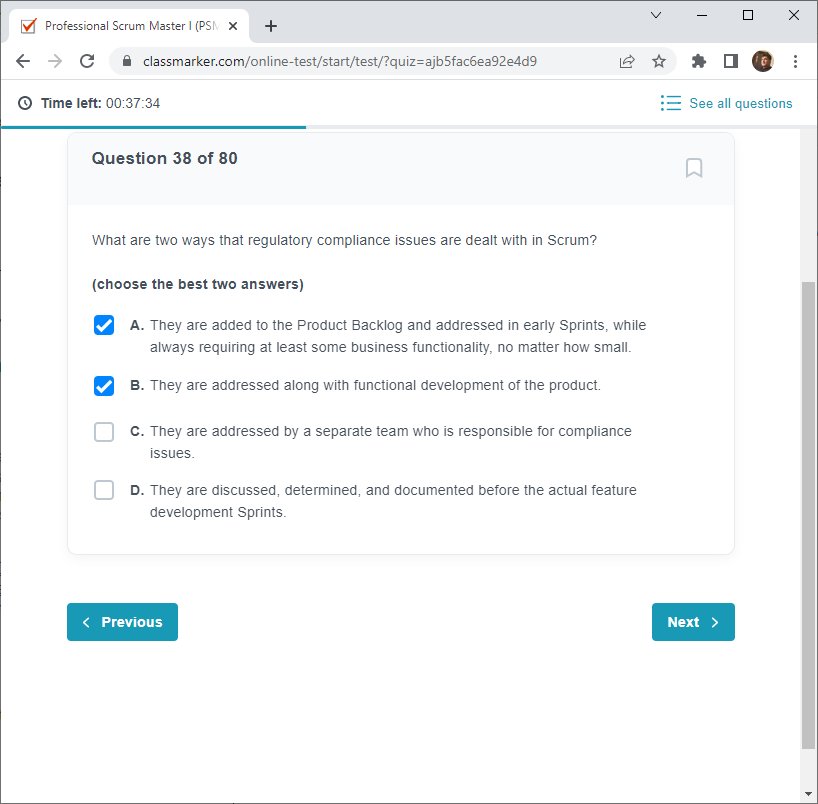 Professional Scrum Master I (PSM
classmarker.com/online-test/start/test/?quiz=ajb5fac6ea92e4d9
Time left: 00:37:34
See all questions
Question 38 of 80
What are two ways that regulatory compliance issues are dealt with in Scrum?
(choose the best two answers)
A. They are added to the Product Backlog and addressed in early Sprints, while
always requiring at least some business functionality, no matter how small.
B. They are addressed along with functional development of the product.
C. They are addressed by a separate team who is responsible for compliance
issues.
D. They are discussed, determined, and documented before the actual feature
development Sprints.
Previous
Next